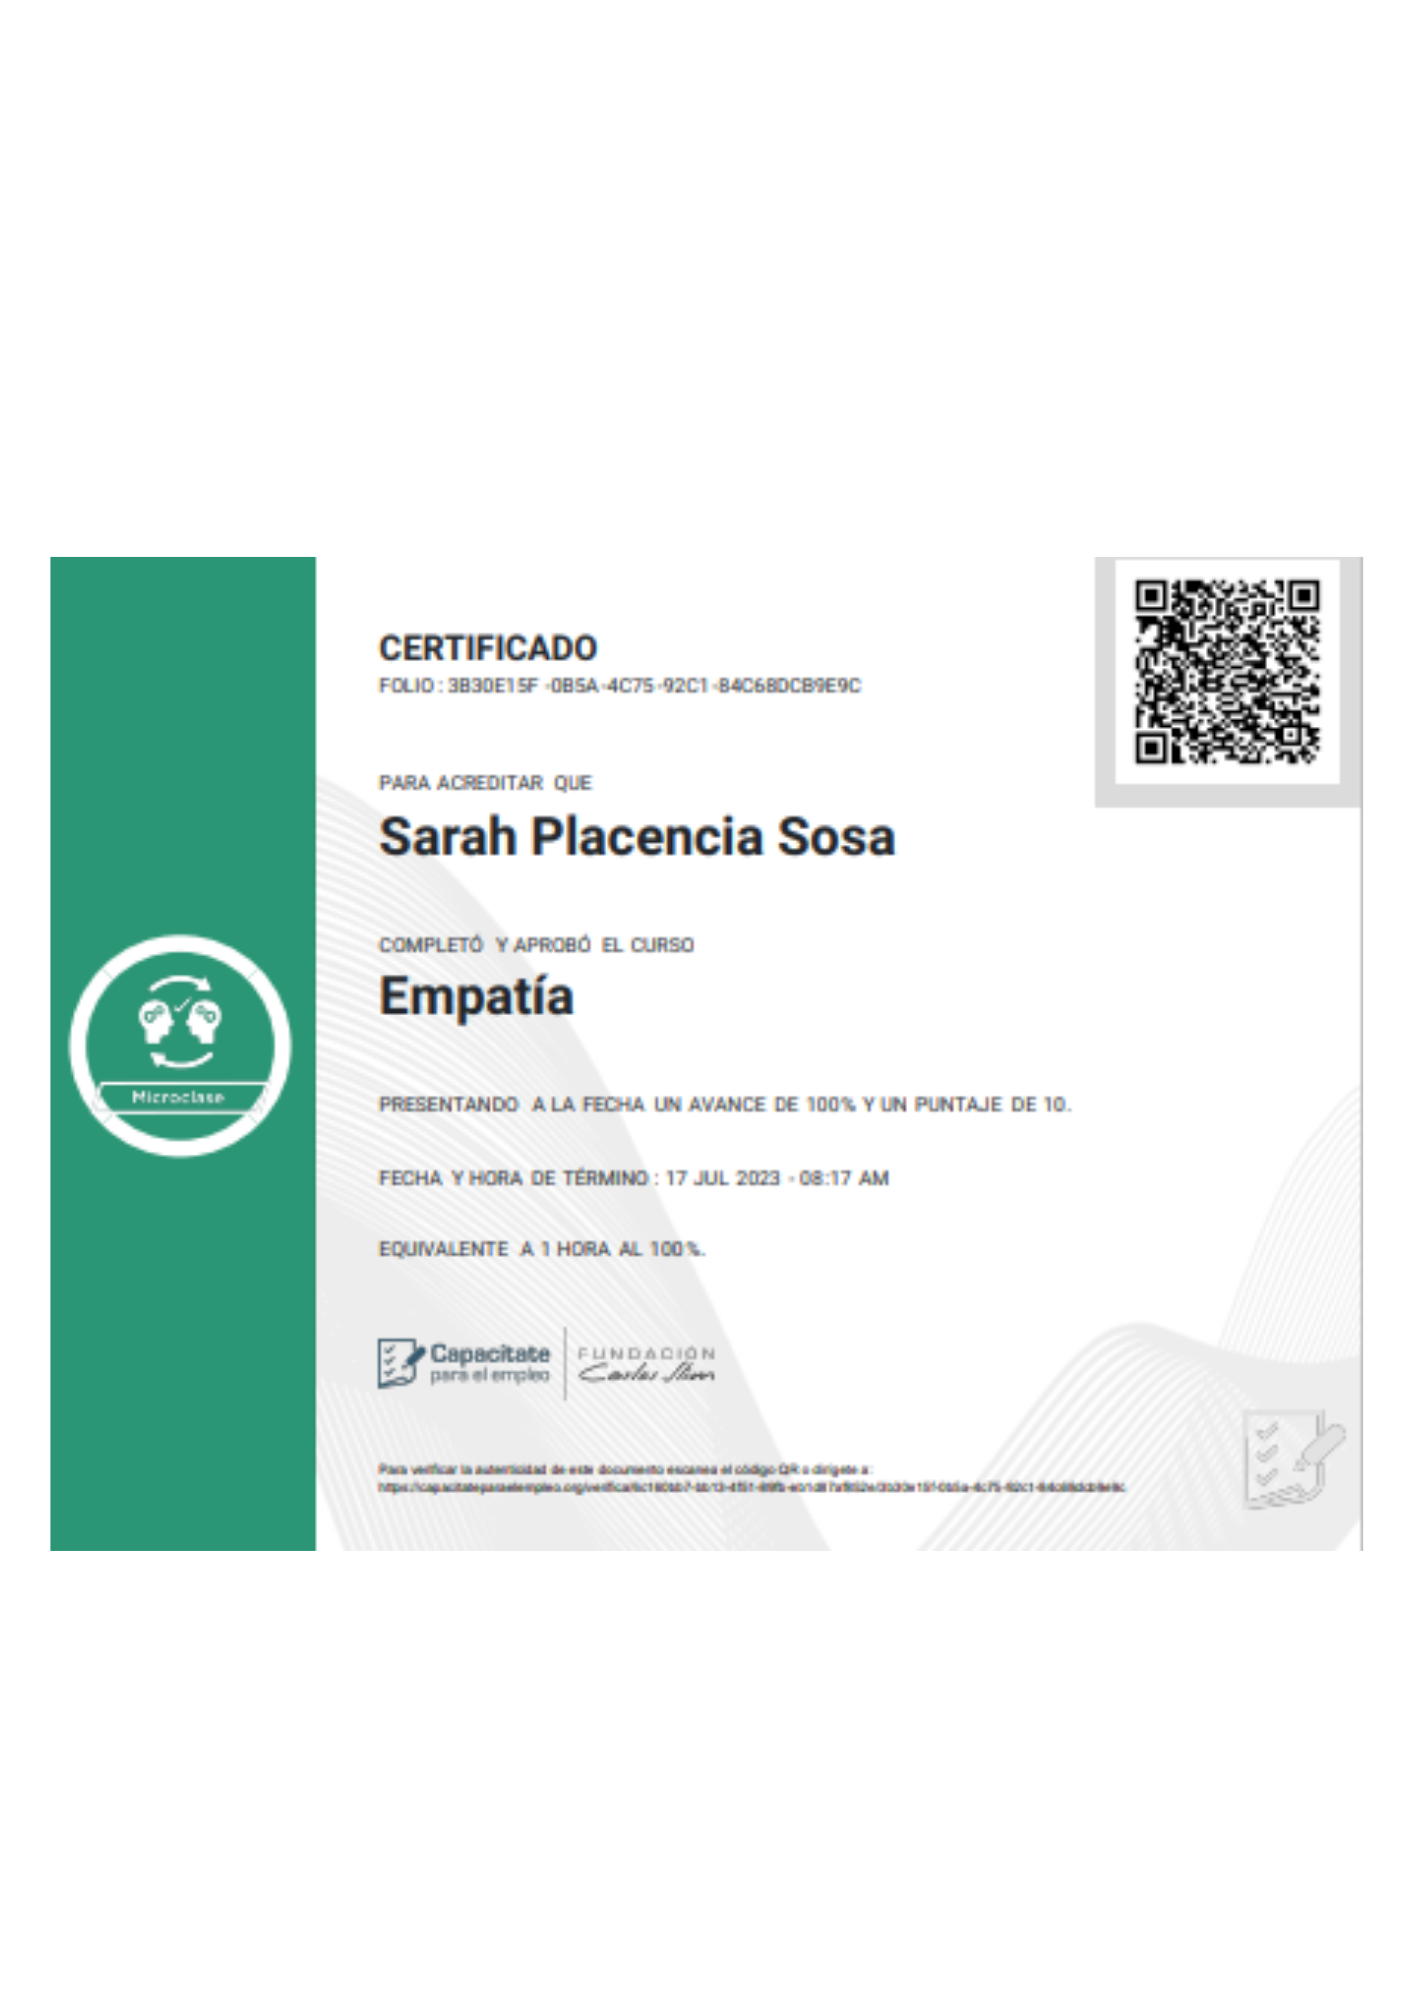 CERTIFICADO
FOLIO : 3B30E15F -0B5A-4C75-92C1-84C68DCB9E9C
PARA ACREDITAR QUE
Sarah Placencia Sosa
COMPLETÓ Y APROBÓ EL CURSO
Empatía
Microclase
PRESENTANDO A LA FECHA UN AVANCE DE 100% Y UN PUNTAJE DE 10.
FECHA Y HORA DE TÉRMINO : 17 JUL 2023 - 08:17 AM
EQUIVALENTE A 1 HORA AL 100%.
Capacitate
para el empleo
FUNDACIÓN
Carlos Slim
Para verificar la autenticidad de este documento escanea el código QR o dirígete a: